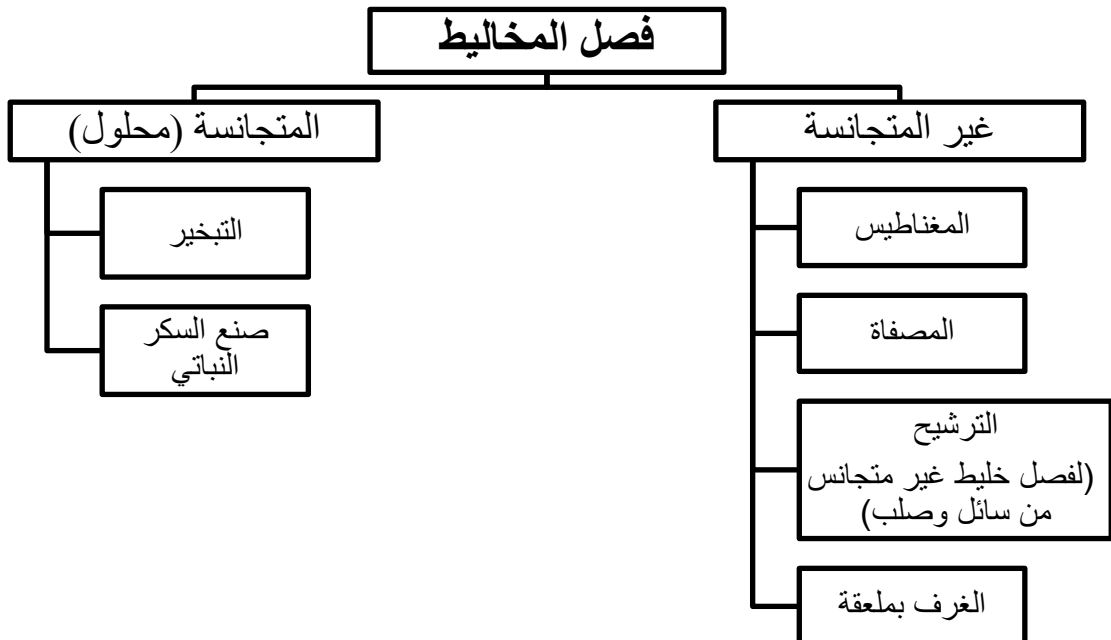 فصل المخاليط
غير المتجانسة
المغناطيس
المصفاة
الترشيح
(لفصل خليط غير متجانس
من سائل وصلب)
الغرف بملعقة
المتجانسة (محلول)
التبخير
صنع السكر
النباتي